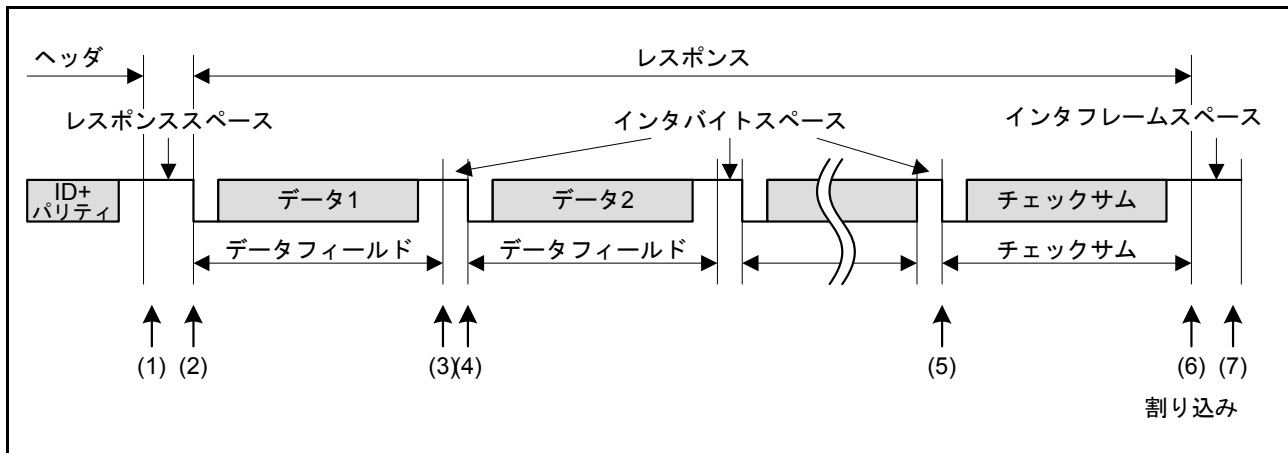 ヘッダ
レスポンス
レスポンススペース
インタバイトスペース
インタフレームスペース
ID+
パリティ
データ1
データ2
チェックサム
データフィールド
データフィールド
チェックサム
(1)
(2)
(3)
(4)
(5)
(6)
(7)
割り込み